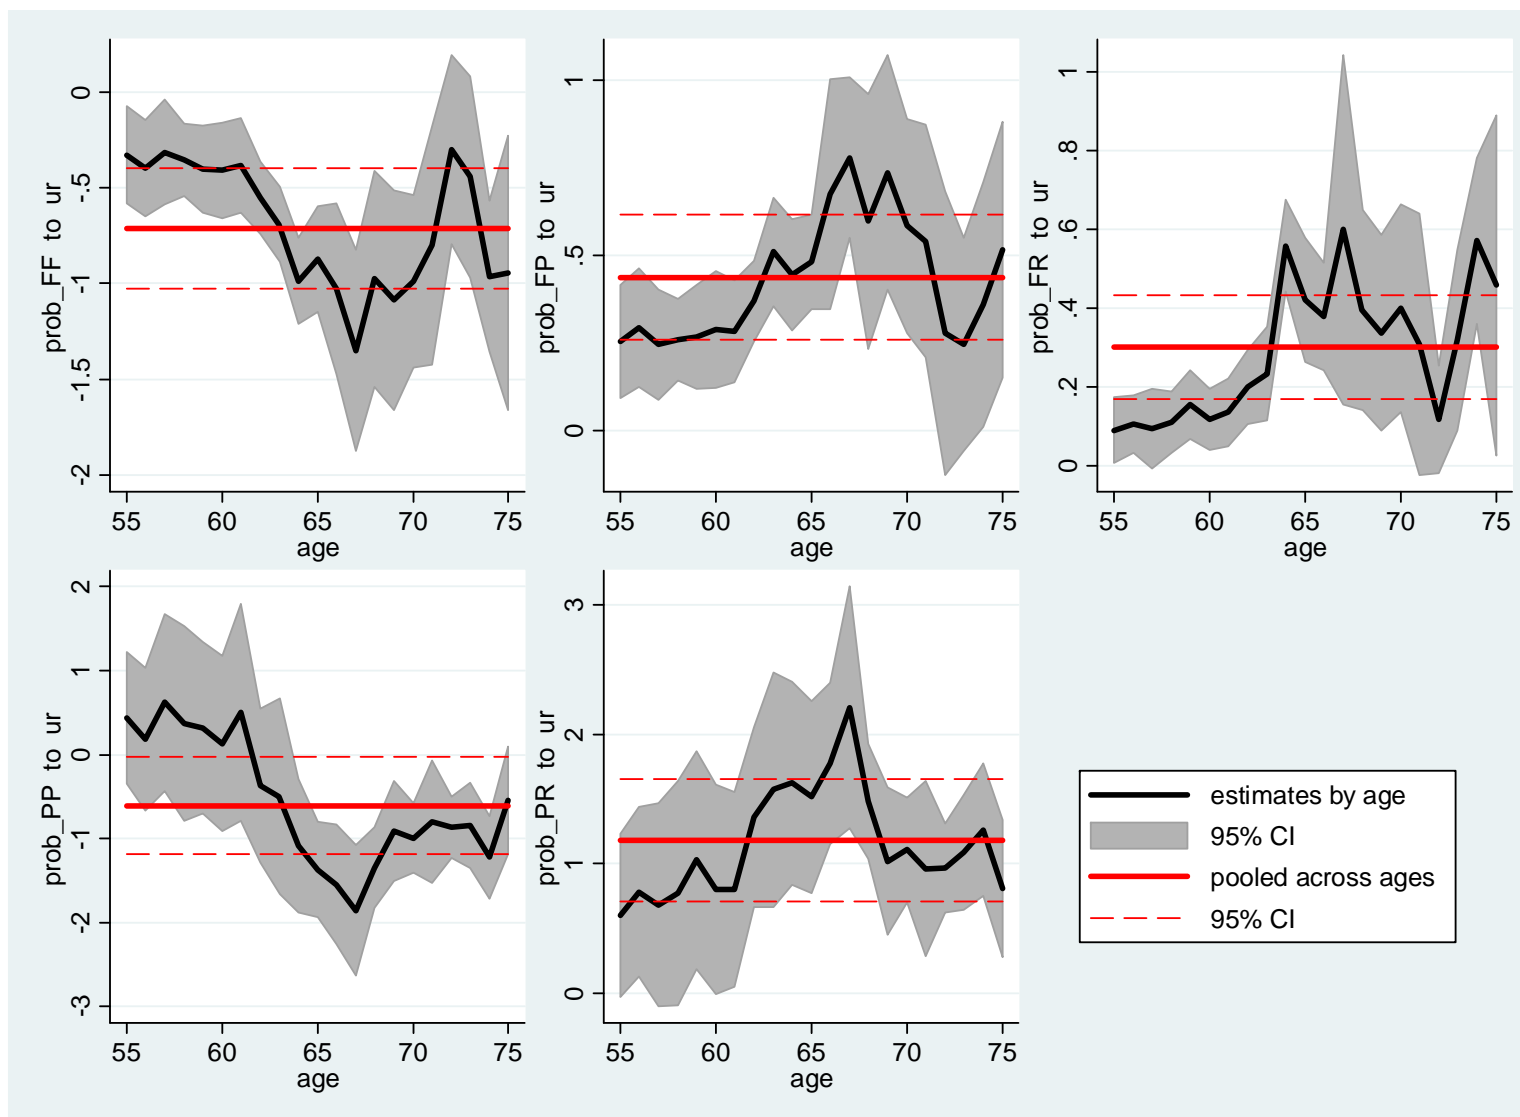 prob_FF to ur
0
-.5
-1
-1.5
-2
55 60 65 70 75
age
prob_FP to ur
1
.5
0
55 60 65 70 75
age
prob_FR to ur
1
.8
.6
.4
.2
0
55 60 65 70 75
age
prob_PP to ur
2
1
0
-1
-2
-3
55 60 65 70 75
age
prob_PR to ur
3
2
1
0
55 60 65 70 75
age
estimates by age
95% CI
pooled across ages
95% CI